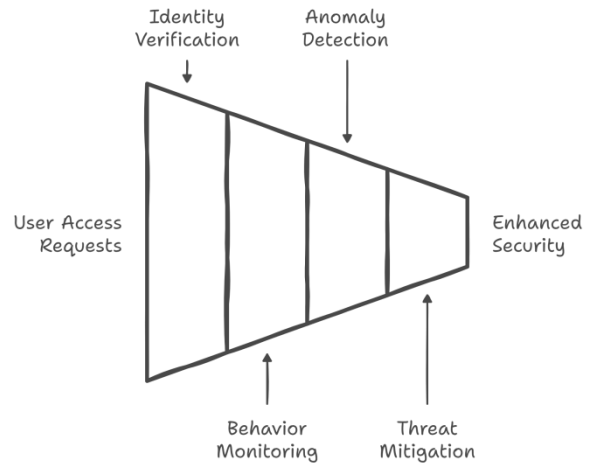 Identity
Verification
Anomaly
Detection
User Access
Requests
Enhanced
Security
Behavior
Monitoring
Threat
Mitigation